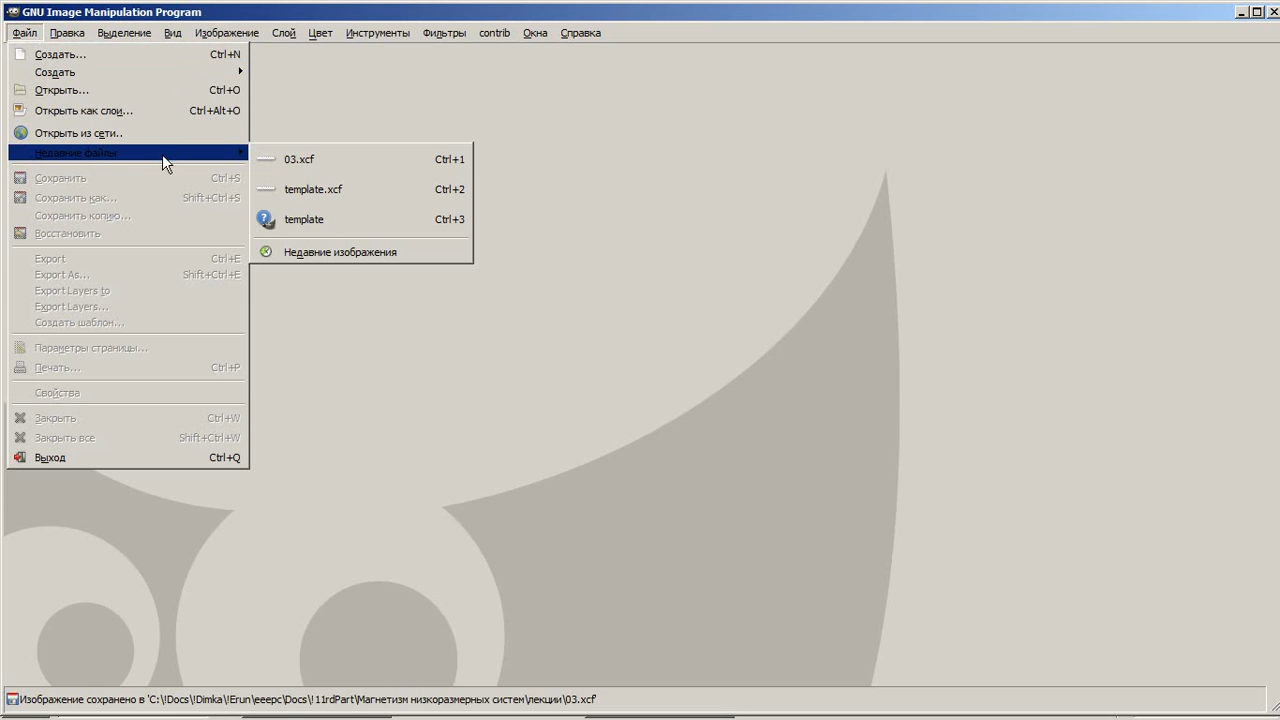 GNU Image Manipulation Program
Файл Правка Выделение Вид Изображение Слой Цвет Инструменты Фильтры contrib Окна Справка
Создать... Ctrl+N
Создать
Открыть... Ctrl+O
Открыть как слои... Ctrl+Alt+O
Открыть из сети..
Недавние файлы
03.xcf Ctrl+1
template.xcf Ctrl+2
template Ctrl+3
Недавние изображения
Сохранить Ctrl+S
Сохранить как... Shift+Ctrl+S
Сохранить копию...
Восстановить
Export Ctrl+E
Export As... Shift+Ctrl+E
Export Layers to
Export Layers...
Создать шаблон...
Параметры страницы...
Печать... Ctrl+P
Свойства
Закрыть Ctrl+W
Закрыть все Shift+Ctrl+W
Выход Ctrl+Q
Изображение сохранено в 'C:\!Docs\!Dimka\!Erun\eeepc\Docs\!11rdPart\Магнетизм низкоразмерных систем\лекции\03.xcf'